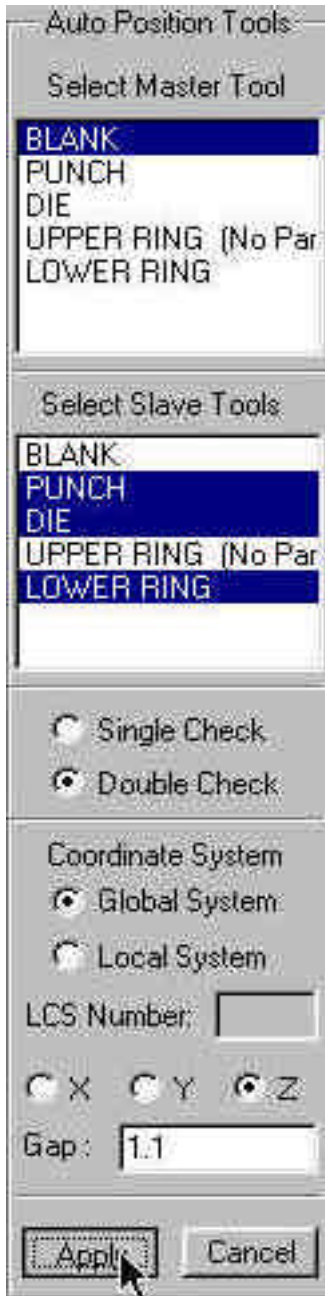 Auto Position Tools
Select Master Tool
BLANK
PUNCH
DIE
UPPER RING (No Par
LOWER RING
Select Slave Tools
BLANK
PUNCH
DIE
UPPER RING (No Par
LOWER RING
Single Check
Double Check
Coordinate System
Global System
Local System
LCS Number:
X Y Z
Gap : 1.1
Apply Cancel